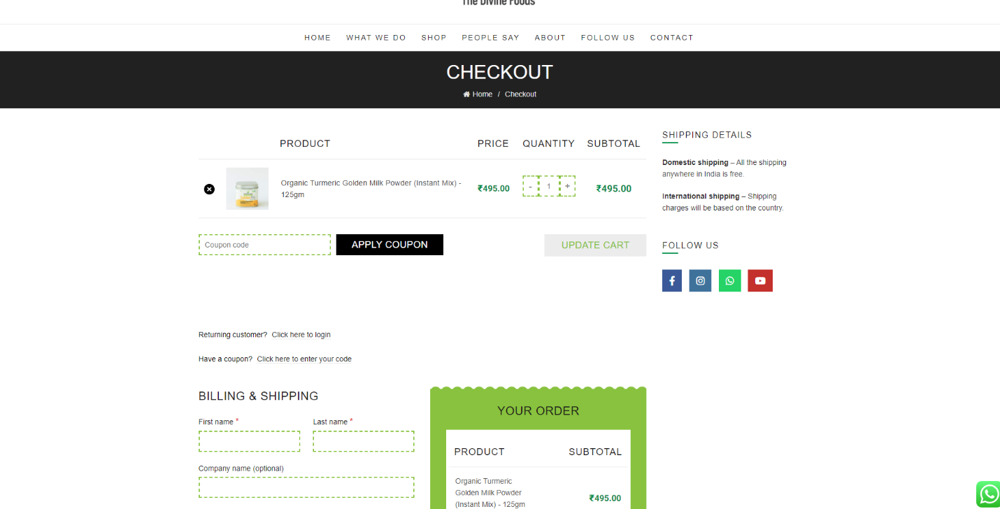 The Divine Foods
HOME WHAT WE DO SHOP PEOPLE SAY ABOUT FOLLOW US CONTACT
CHECKOUT
Home / Checkout
PRODUCT PRICE QUANTITY SUBTOTAL
Organic Turmeric Golden Milk Powder (Instant Mix) -
125gm
₹495.00 - 1 + ₹495.00
Coupon code APPLY COUPON UPDATE CART
SHIPPING DETAILS
Domestic shipping – All the shipping
anywhere in India is free.
International shipping – Shipping
charges will be based on the country.
FOLLOW US
Returning customer? Click here to login
Have a coupon? Click here to enter your code
BILLING & SHIPPING
First name * Last name *
Company name (optional)
YOUR ORDER
PRODUCT SUBTOTAL
Organic Turmeric
Golden Milk Powder
(Instant Mix) - 125gm
₹495.00